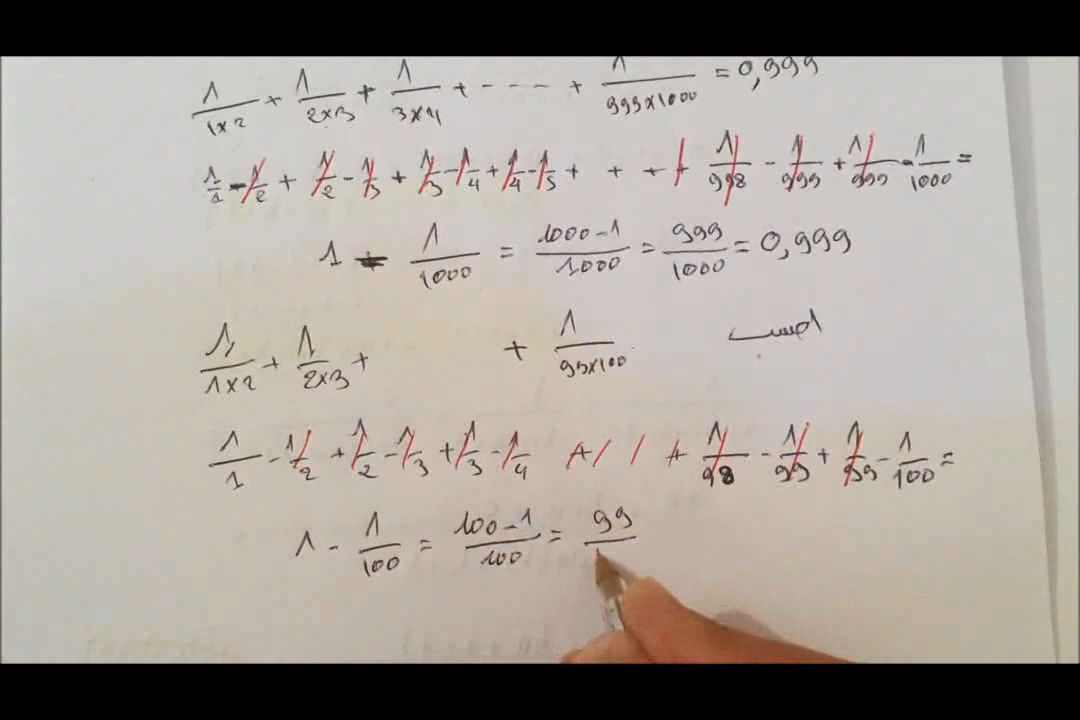 1/1×2 + 1/2×3 + 1/3×4 + - - - - + 1/999×1000 = 0,999
1/1 - 1/2 + 1/2 - 1/3 + 1/3 - 1/4 + 1/4 - 1/5 + + + + 1/998 - 1/999 + 1/999 - 1/1000 =
1 - 1/1000 = 1000-1/1000 = 999/1000 = 0,999
1/1×2 + 1/2×3 + + 1/99×100 احسب
1/1 - 1/2 + 1/2 - 1/3 + 1/3 - 1/4 + / / + 1/98 - 1/99 + 1/99 - 1/100 =
1 - 1/100 = 100-1/100 = 99/